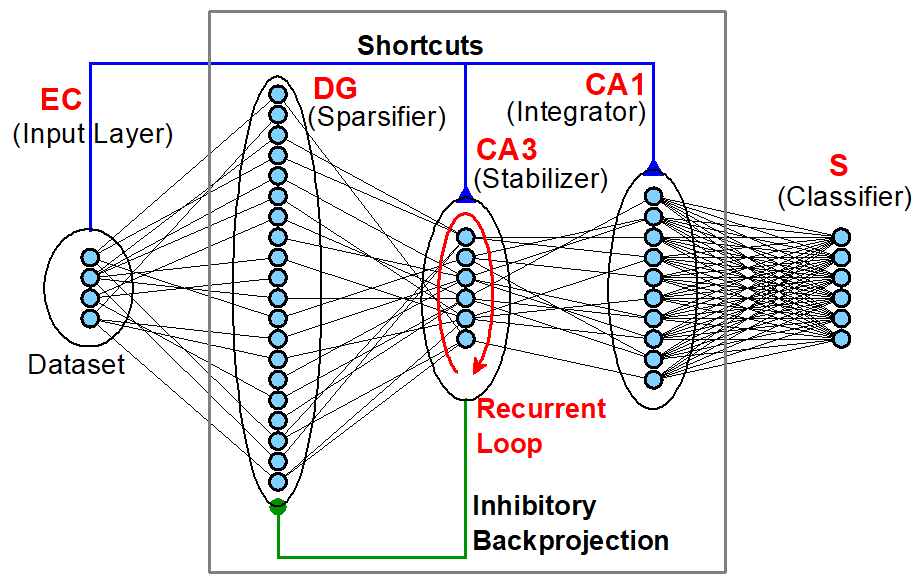 Shortcuts
EC
(Input Layer)
DG
(Sparsifier)
CA3
(Stabilizer)
CA1
(Integrator)
S
(Classifier)
Dataset
Recurrent
Loop
Inhibitory
Backprojection